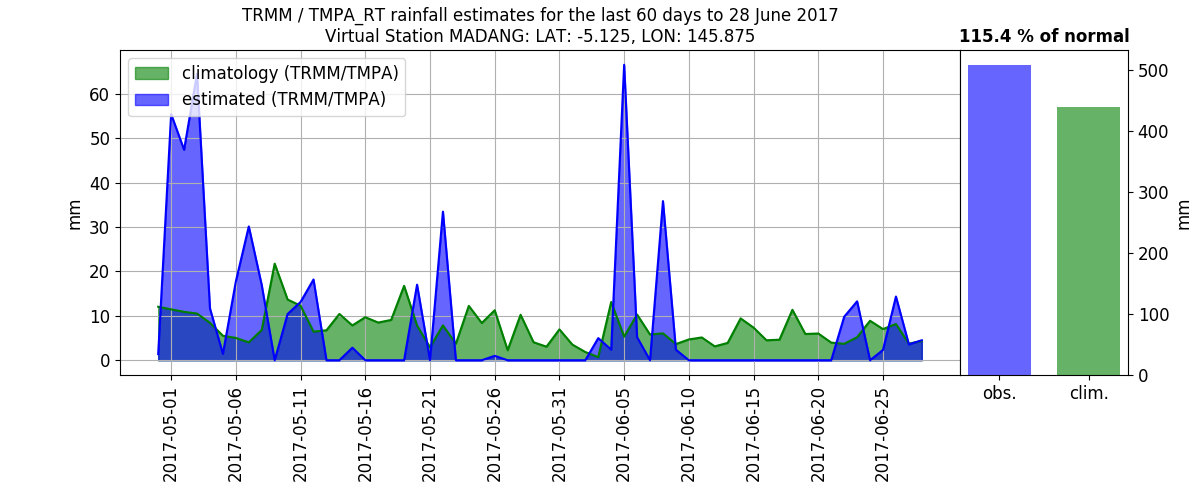 TRMM / TMPA_RT rainfall estimates for the last 60 days to 28 June 2017
Virtual Station MADANG: LAT: -5.125, LON: 145.875
115.4 % of normal
climatology (TRMM/TMPA)
estimated (TRMM/TMPA)
mm
60
50
40
30
20
10
0
2017-05-01
2017-05-06
2017-05-11
2017-05-16
2017-05-21
2017-05-26
2017-05-31
2017-06-05
2017-06-10
2017-06-15
2017-06-20
2017-06-25
500
400
300
200
100
0
mm
obs.
clim.